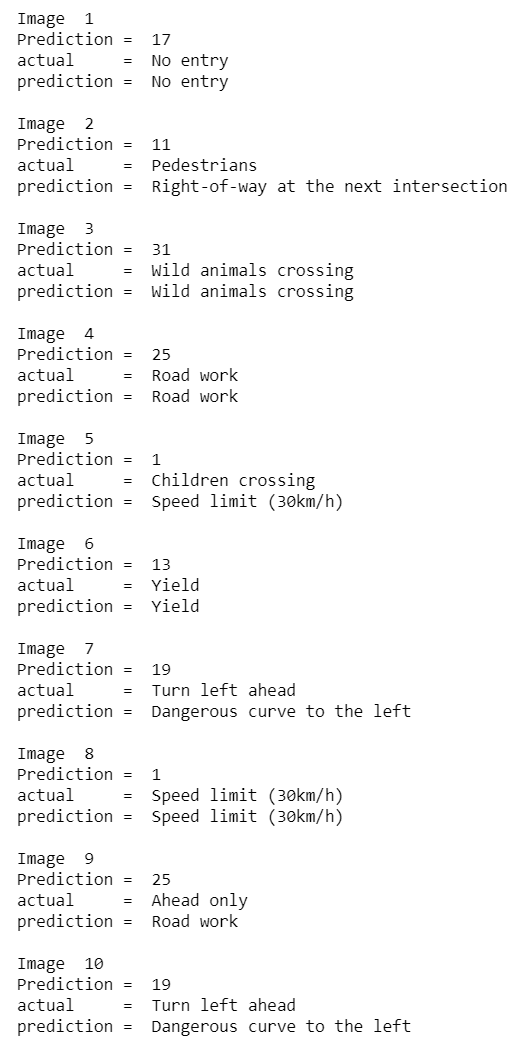 Image  1
Prediction =  17
actual     =  No entry
prediction =  No entry

Image  2
Prediction =  11
actual     =  Pedestrians
prediction =  Right-of-way at the next intersection

Image  3
Prediction =  31
actual     =  Wild animals crossing
prediction =  Wild animals crossing

Image  4
Prediction =  25
actual     =  Road work
prediction =  Road work

Image  5
Prediction =  1
actual     =  Children crossing
prediction =  Speed limit (30km/h)

Image  6
Prediction =  13
actual     =  Yield
prediction =  Yield

Image  7
Prediction =  19
actual     =  Turn left ahead
prediction =  Dangerous curve to the left

Image  8
Prediction =  1
actual     =  Speed limit (30km/h)
prediction =  Speed limit (30km/h)

Image  9
Prediction =  25
actual     =  Ahead only
prediction =  Road work

Image  10
Prediction =  19
actual     =  Turn left ahead
prediction =  Dangerous curve to the left